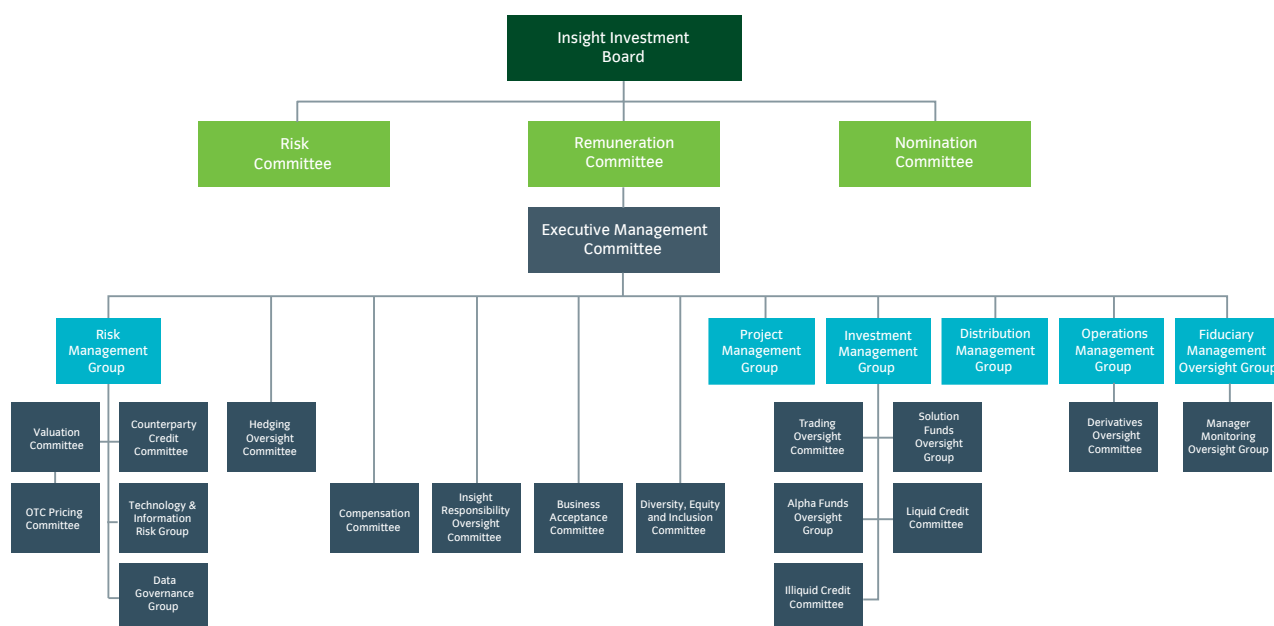 Insight Investment
Board
Risk
Committee
Remuneration
Committee
Nomination
Committee
Executive Management
Committee
Risk
Management
Group
Project
Management
Group
Investment
Management
Group
Distribution
Management
Group
Operations
Management
Group
Fiduciary
Management
Oversight Group
Valuation
Committee
Counterparty
Credit
Committee
Hedging
Oversight
Committee
Trading
Oversight
Committee
Solution
Funds
Oversight
Group
Derivatives
Oversight
Committee
Manager
Monitoring
Oversight Group
OTC Pricing
Committee
Technology &
Information
Risk Group
Compensation
Committee
Insight
Responsibility
Oversight
Committee
Business
Acceptance
Committee
Diversity, Equity
and Inclusion
Committee
Alpha Funds
Oversight
Group
Liquid Credit
Committee
Data
Governance
Group
Illiquid Credit
Committee